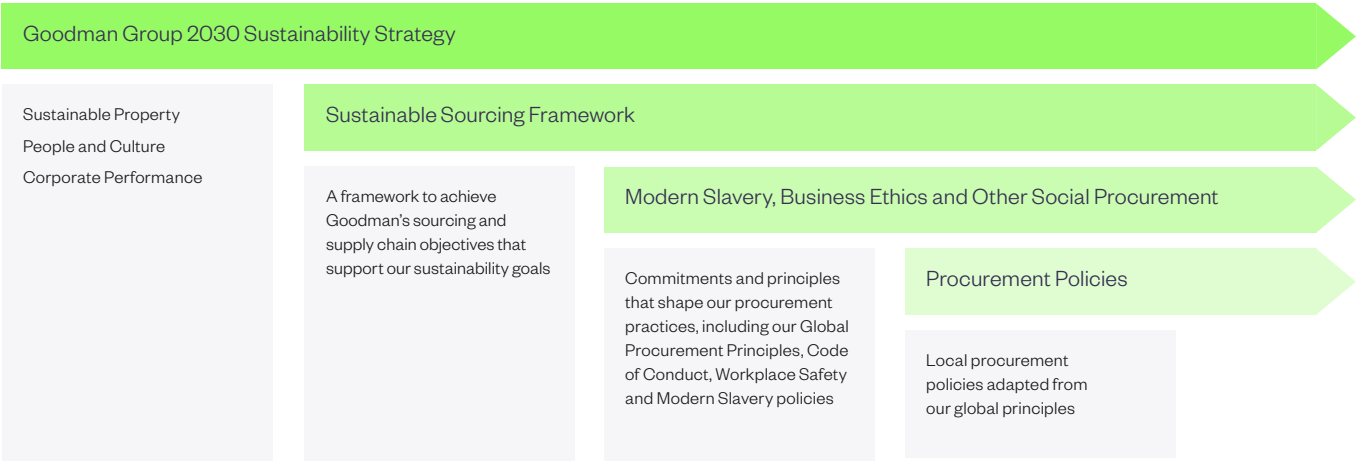 Goodman Group 2030 Sustainability Strategy
Sustainable Property
People and Culture
Corporate Performance
Sustainable Sourcing Framework
A framework to achieve
Goodman's sourcing and
supply chain objectives that
support our sustainability goals
Modern Slavery, Business Ethics and Other Social Procurement
Commitments and principles
that shape our procurement
practices, including our Global
Procurement Principles, Code
of Conduct, Workplace Safety
and Modern Slavery policies
Procurement Policies
Local procurement
policies adapted from
our global principles